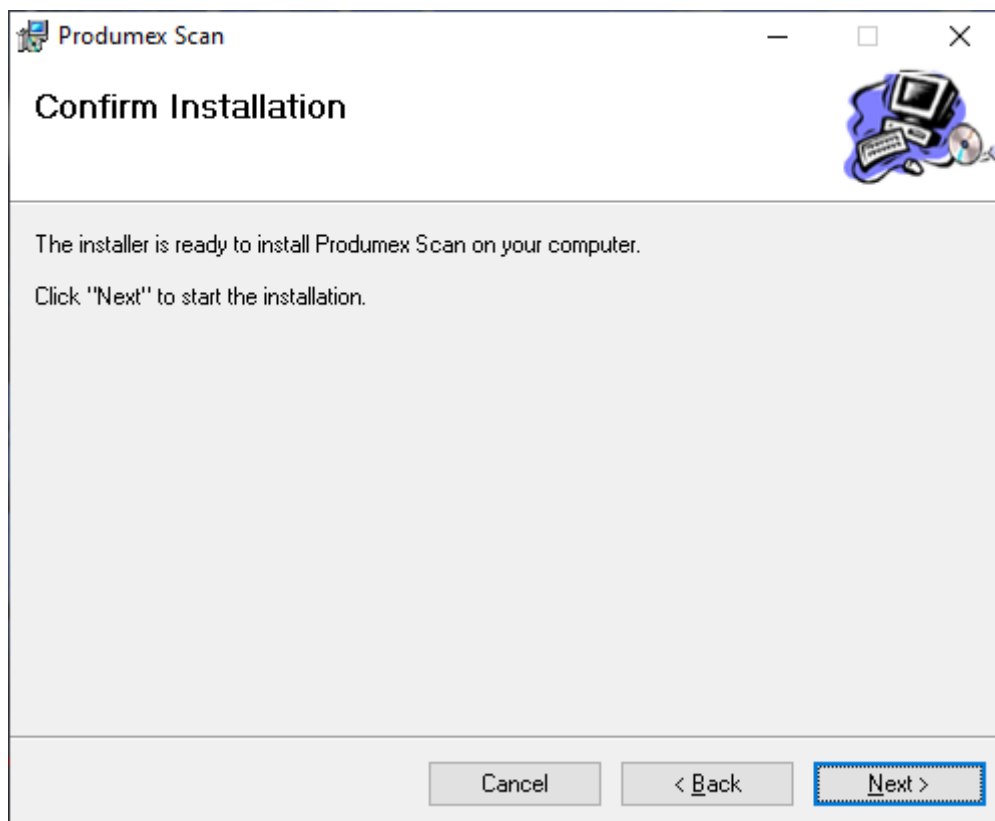 Produmex Scan
Confirm Installation
The installer is ready to install Produmex Scan on your computer.
Click "Next" to start the installation.
Cancel
< Back
Next >